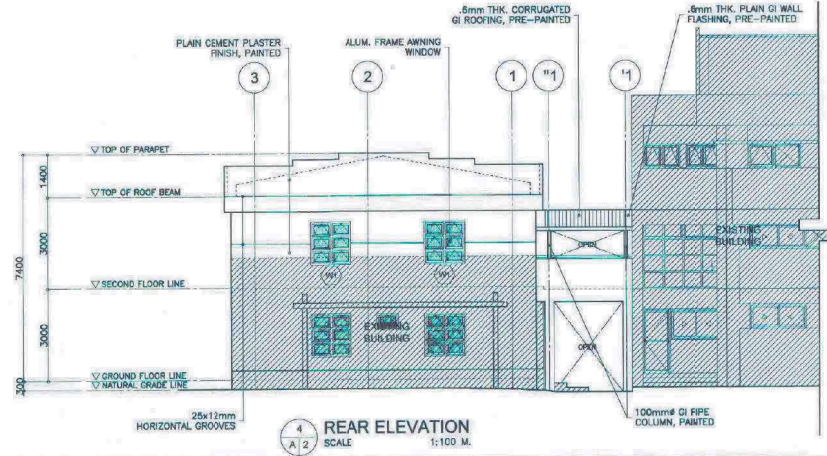 .6mm THK. CORRUGATED
GI ROOFING, PRE-PAINTED
.6mm THK. PLAIN GI WALL
FLASHING, PRE-PAINTED
PLAIN CEMENT PLASTER
FINISH, PAINTED
ALUM. FRAME AWNING
WINDOW
3
2
1
"1
'1
TOP OF PARAPET
1400
TOP OF ROOF BEAM
3000
7400
SECOND FLOOR LINE
3000
GROUND FLOOR LINE
NATURAL GRADE LINE
EXISTING
BUILDING
OPEN
W1
W1
EXISTING
BUILDING
OPEN
25x12mm
HORIZONTAL GROOVES
100mmø GI PIPE
COLUMN, PAINTED
4
A 2
REAR ELEVATION
SCALE 1:100 M.